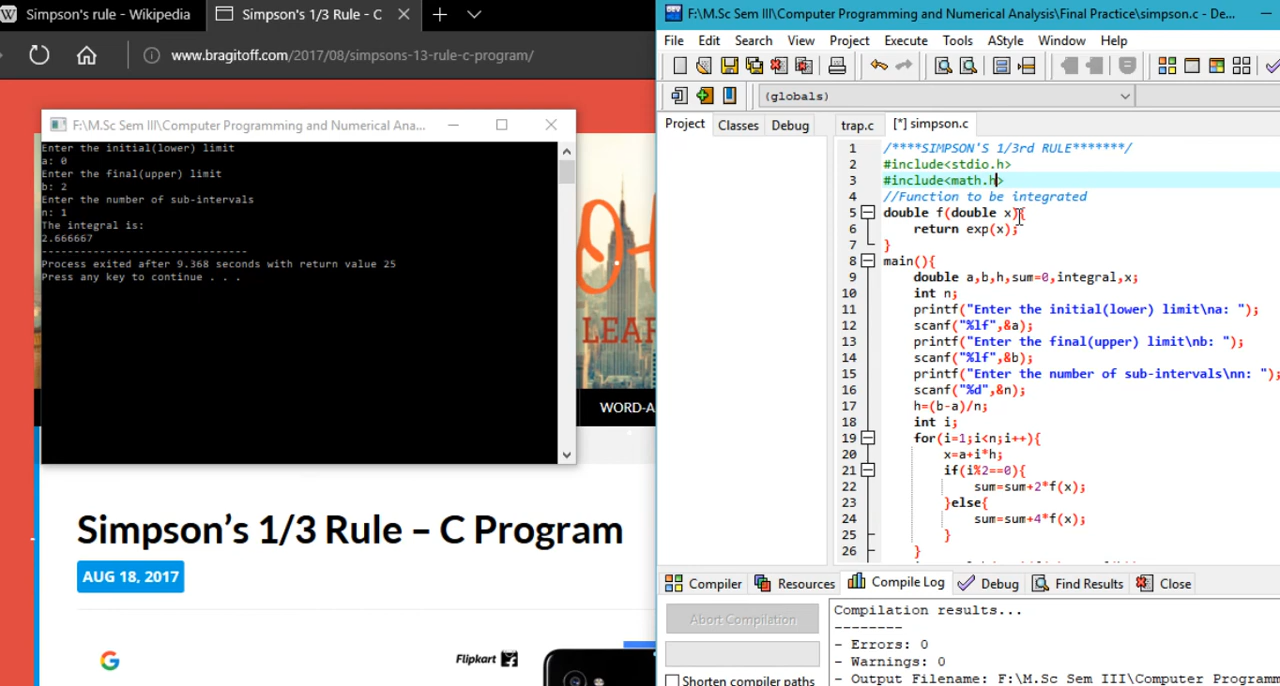 Simpson's rule - Wikipedia
Simpson's 1/3 Rule - C
www.bragitoff.com/2017/08/simpsons-13-rule-c-program/
F:\M.Sc Sem III\Computer Programming and Numerical Ana...
Enter the initial(lower) limit
a: 0
Enter the final(upper) limit
b: 2
Enter the number of sub-intervals
n: 1
The integral is:
2.666667
--------------------------------
Process exited after 9.368 seconds with return value 25
Press any key to continue . . .
WORD-A
Simpson’s 1/3 Rule – C Program
AUG 18, 2017
G
Flipkart
F:\M.Sc Sem III\Computer Programming and Numerical Analysis\Final Practice\simpson.c - De...
File Edit Search View Project Execute Tools AStyle Window Help
(globals)
Project Classes Debug
trap.c [*] simpson.c
1 /****SIMPSON'S 1/3rd RULE*******/
2 #include<stdio.h>
3 #include<math.h>
4 //Function to be integrated
5 double f(double x){
6 return exp(x);
7 }
8 main(){
9 double a,b,h,sum=0,integral,x;
10 int n;
11 printf("Enter the initial(lower) limit\na: ");
12 scanf("%lf",&a);
13 printf("Enter the final(upper) limit\nb: ");
14 scanf("%lf",&b);
15 printf("Enter the number of sub-intervals\nn: ");
16 scanf("%d",&n);
17 h=(b-a)/n;
18 int i;
19 for(i=1;i<n;i++){
20 x=a+i*h;
21 if(i%2==0){
22 sum=sum+2*f(x);
23 }else{
24 sum=sum+4*f(x);
25 }
26 }
Compiler Resources Compile Log Debug Find Results Close
Abort Compilation
Shorten compiler paths
Compilation results...
--------
- Errors: 0
- Warnings: 0
- Output Filename: F:\M.Sc Sem III\Computer Programm